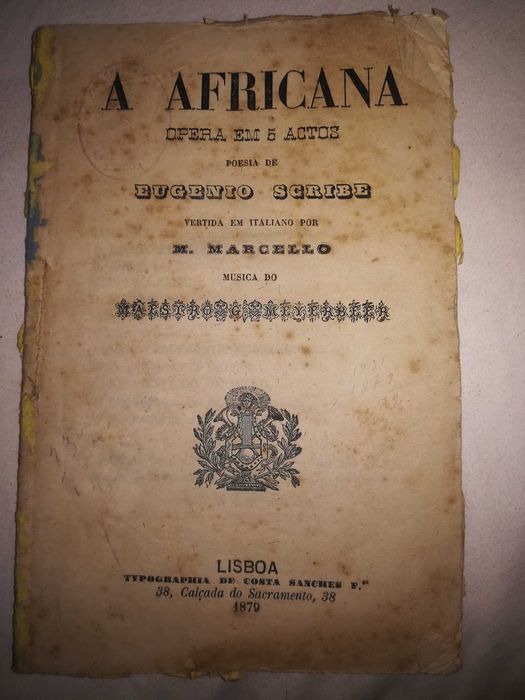 A AFRICANA
OPERA EM 5 ACTOS
POESIA DE
EUGENIO SCRIBE
VERTIDA EM ITALIANO POR
M. MARCELLO
MUSICA DO
MAESTRO G. MEYERBEER
LISBOA
TYPOGRAPHIA DE COSTA SANCHES F.os
38, Calçada do Sacramento, 38
1879